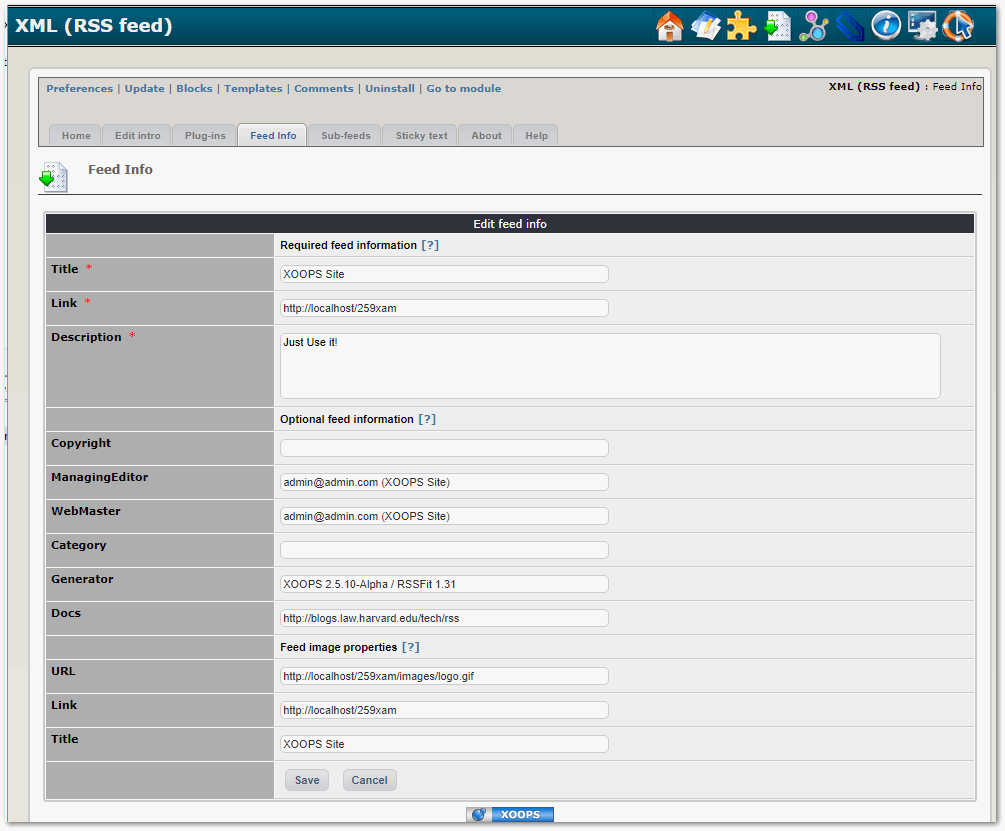 XML (RSS feed)
Preferences | Update | Blocks | Templates | Comments | Uninstall | Go to module
XML (RSS feed) : Feed Info
Home
Edit intro
Plug-ins
Feed Info
Sub-feeds
Sticky text
About
Help
Feed Info
Edit feed info
Required feed information [?]
Title *
XOOPS Site
Link *
http://localhost/259xam
Description *
Just Use it!
Optional feed information [?]
Copyright
ManagingEditor
admin@admin.com (XOOPS Site)
WebMaster
admin@admin.com (XOOPS Site)
Category
Generator
XOOPS 2.5.10-Alpha / RSSFit 1.31
Docs
http://blogs.law.harvard.edu/tech/rss
Feed image properties [?]
URL
http://localhost/259xam/images/logo.gif
Link
http://localhost/259xam
Title
XOOPS Site
Save
Cancel
XOOPS